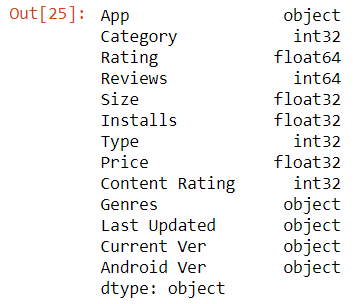 Out[25]: App object
Category int32
Rating float64
Reviews int64
Size float32
Installs float32
Type int32
Price float32
Content Rating int32
Genres object
Last Updated object
Current Ver object
Android Ver object
dtype: object